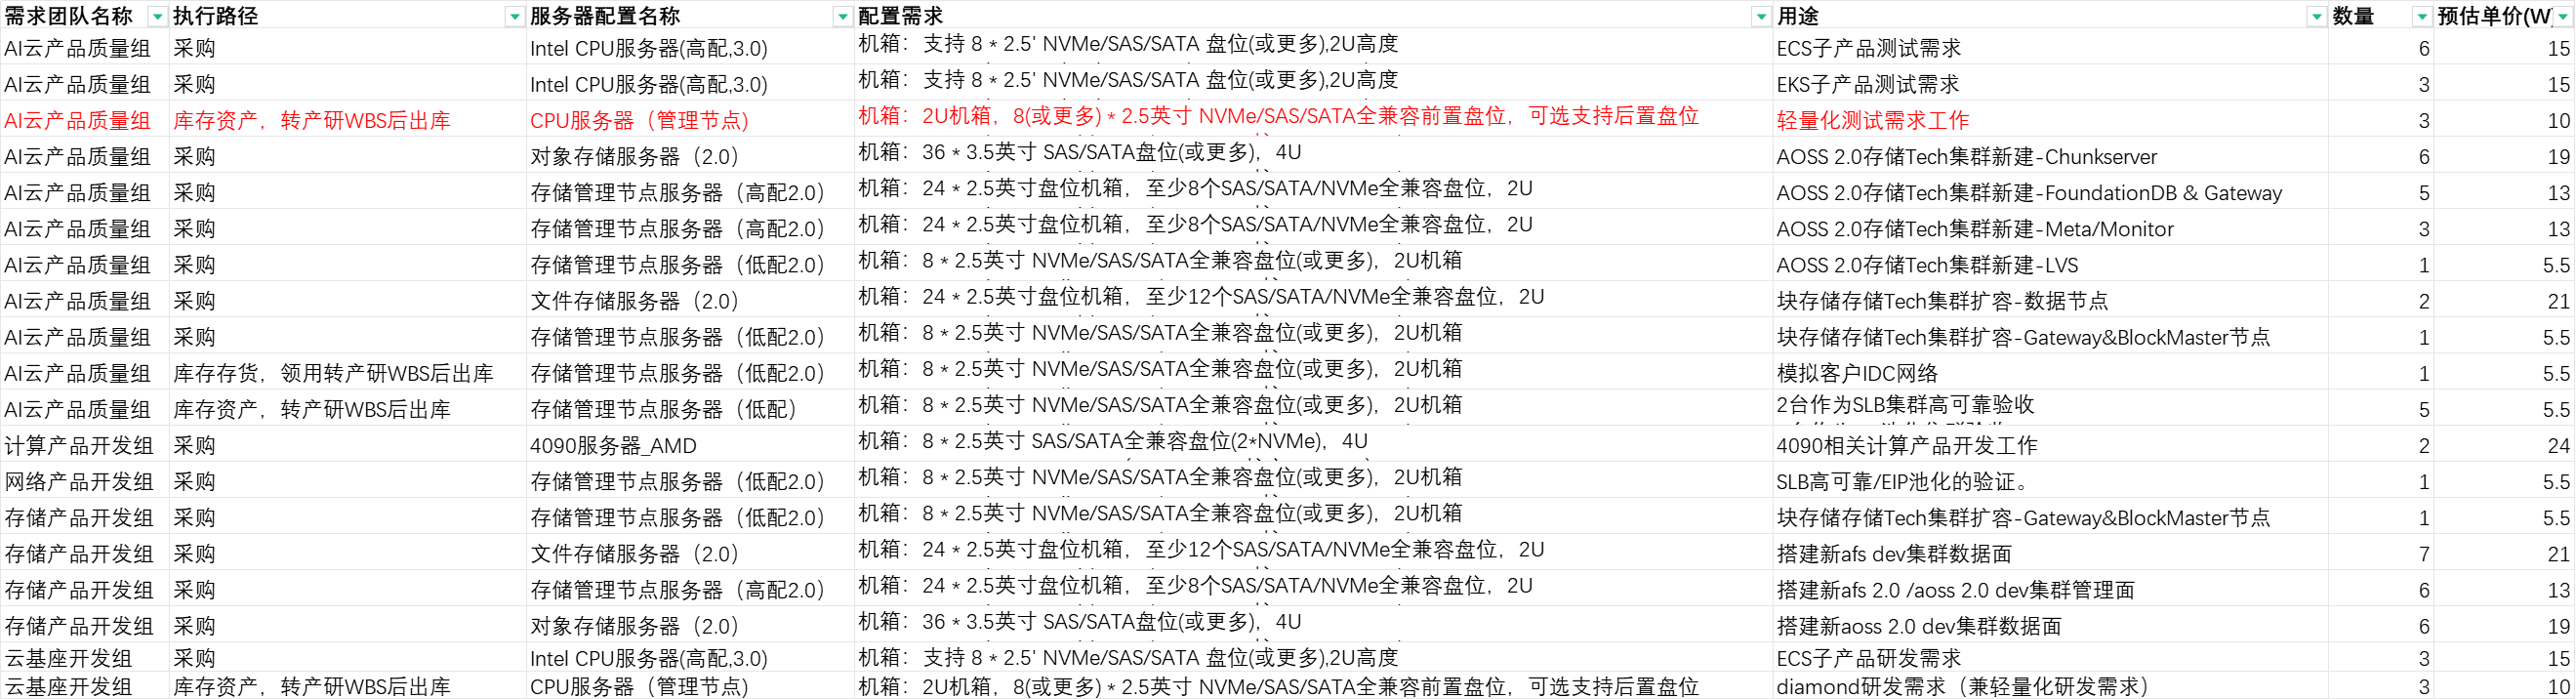 需求团队名称 执行路径 服务器配置名称 配置需求 用途 数量 预估单价(W
AI云产品质量组 采购 Intel CPU服务器(高配,3.0) 机箱：支持 8 * 2.5' NVMe/SAS/SATA 盘位(或更多),2U高度 ECS子产品测试需求 6 15
AI云产品质量组 采购 Intel CPU服务器(高配,3.0) 机箱：支持 8 * 2.5' NVMe/SAS/SATA 盘位(或更多),2U高度 EKS子产品测试需求 3 15
AI云产品质量组 库存资产，转产研WBS后出库 CPU服务器（管理节点) 机箱：2U机箱，8(或更多) * 2.5英寸 NVMe/SAS/SATA全兼容前置盘位，可选支持后置盘位 轻量化测试需求工作 3 10
AI云产品质量组 采购 对象存储服务器（2.0） 机箱：36 * 3.5英寸 SAS/SATA盘位(或更多)，4U AOSS 2.0存储Tech集群新建-Chunkserver 6 19
AI云产品质量组 采购 存储管理节点服务器（高配2.0） 机箱：24 * 2.5英寸盘位机箱，至少8个SAS/SATA/NVMe全兼容盘位，2U AOSS 2.0存储Tech集群新建-FoundationDB & Gateway 5 13
AI云产品质量组 采购 存储管理节点服务器（高配2.0） 机箱：24 * 2.5英寸盘位机箱，至少8个SAS/SATA/NVMe全兼容盘位，2U AOSS 2.0存储Tech集群新建-Meta/Monitor 3 13
AI云产品质量组 采购 存储管理节点服务器（低配2.0） 机箱：8 * 2.5英寸 NVMe/SAS/SATA全兼容盘位(或更多)，2U机箱 AOSS 2.0存储Tech集群新建-LVS 1 5.5
AI云产品质量组 采购 文件存储服务器（2.0） 机箱：24 * 2.5英寸盘位机箱，至少12个SAS/SATA/NVMe全兼容盘位，2U 块存储存储Tech集群扩容-数据节点 2 21
AI云产品质量组 采购 存储管理节点服务器（低配2.0） 机箱：8 * 2.5英寸 NVMe/SAS/SATA全兼容盘位(或更多)，2U机箱 块存储存储Tech集群扩容-Gateway&BlockMaster节点 1 5.5
AI云产品质量组 库存存货，领用转产研WBS后出库 存储管理节点服务器（低配2.0） 机箱：8 * 2.5英寸 NVMe/SAS/SATA全兼容盘位(或更多)，2U机箱 模拟客户IDC网络 1 5.5
AI云产品质量组 库存资产，转产研WBS后出库 存储管理节点服务器（低配） 机箱：8 * 2.5英寸 NVMe/SAS/SATA全兼容盘位(或更多)，2U机箱 2台作为SLB集群高可靠验收 5 5.5
计算产品开发组 采购 4090服务器_AMD 机箱：8 * 2.5英寸 SAS/SATA全兼容盘位(2*NVMe)，4U 4090相关计算产品开发工作 2 24
网络产品开发组 采购 存储管理节点服务器（低配2.0） 机箱：8 * 2.5英寸 NVMe/SAS/SATA全兼容盘位(或更多)，2U机箱 SLB高可靠/EIP池化的验证。 1 5.5
存储产品开发组 采购 存储管理节点服务器（低配2.0） 机箱：8 * 2.5英寸 NVMe/SAS/SATA全兼容盘位(或更多)，2U机箱 块存储存储Tech集群扩容-Gateway&BlockMaster节点 1 5.5
存储产品开发组 采购 文件存储服务器（2.0） 机箱：24 * 2.5英寸盘位机箱，至少12个SAS/SATA/NVMe全兼容盘位，2U 搭建新afs dev集群数据面 7 21
存储产品开发组 采购 存储管理节点服务器（高配2.0） 机箱：24 * 2.5英寸盘位机箱，至少8个SAS/SATA/NVMe全兼容盘位，2U 搭建新afs 2.0 /aoss 2.0 dev集群管理面 6 13
存储产品开发组 采购 对象存储服务器（2.0） 机箱：36 * 3.5英寸 SAS/SATA盘位(或更多)，4U 搭建新aoss 2.0 dev集群数据面 6 19
云基座开发组 采购 Intel CPU服务器(高配,3.0) 机箱：支持 8 * 2.5' NVMe/SAS/SATA 盘位(或更多),2U高度 ECS子产品研发需求 3 15
云基座开发组 库存资产，转产研WBS后出库 CPU服务器（管理节点) 机箱：2U机箱，8(或更多) * 2.5英寸 NVMe/SAS/SATA全兼容前置盘位，可选支持后置盘位 diamond研发需求（兼轻量化研发需求） 3 10